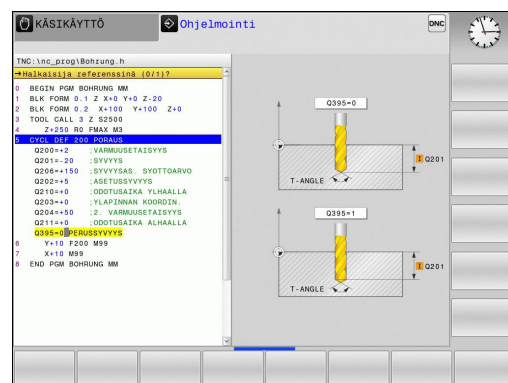 KÄSIKÄYTTÖ
Ohjelmointi
DNC
TNC:\nc_prog\Bohrung.h
→Halkaisija referenssinä (0/1)?
0 BEGIN PGM BOHRUNG MM
1 BLK FORM 0.1 Z X+0 Y+0 Z-20
2 BLK FORM 0.2 X+100 Y+100 Z+0
3 TOOL CALL 3 Z S2500
4 Z+250 R0 FMAX M3
5 CYCL DEF 200 PORAUS
Q200=+2 ;VARMUUSETAISYYS
Q201=-20 ;SYVYYS
Q206=+150 ;SYVYYSAS. SYOTTOARVO
Q202=+5 ;ASETUSSYVYYS
Q210=+0 ;ODOTUSAIKA YLHAALLA
Q203=+0 ;YLAPINNAN KOORDIN.
Q204=+50 ;2. VARMUUSETAISYYS
Q211=+0 ;ODOTUSAIKA ALHAALLA
Q395=0 PERUSSYVYYS
6 Y+10 F200 M99
7 X+10 M99
8 END PGM BOHRUNG MM
Q395=0
I Q201
T-ANGLE
Q395=1
I Q201
T-ANGLE